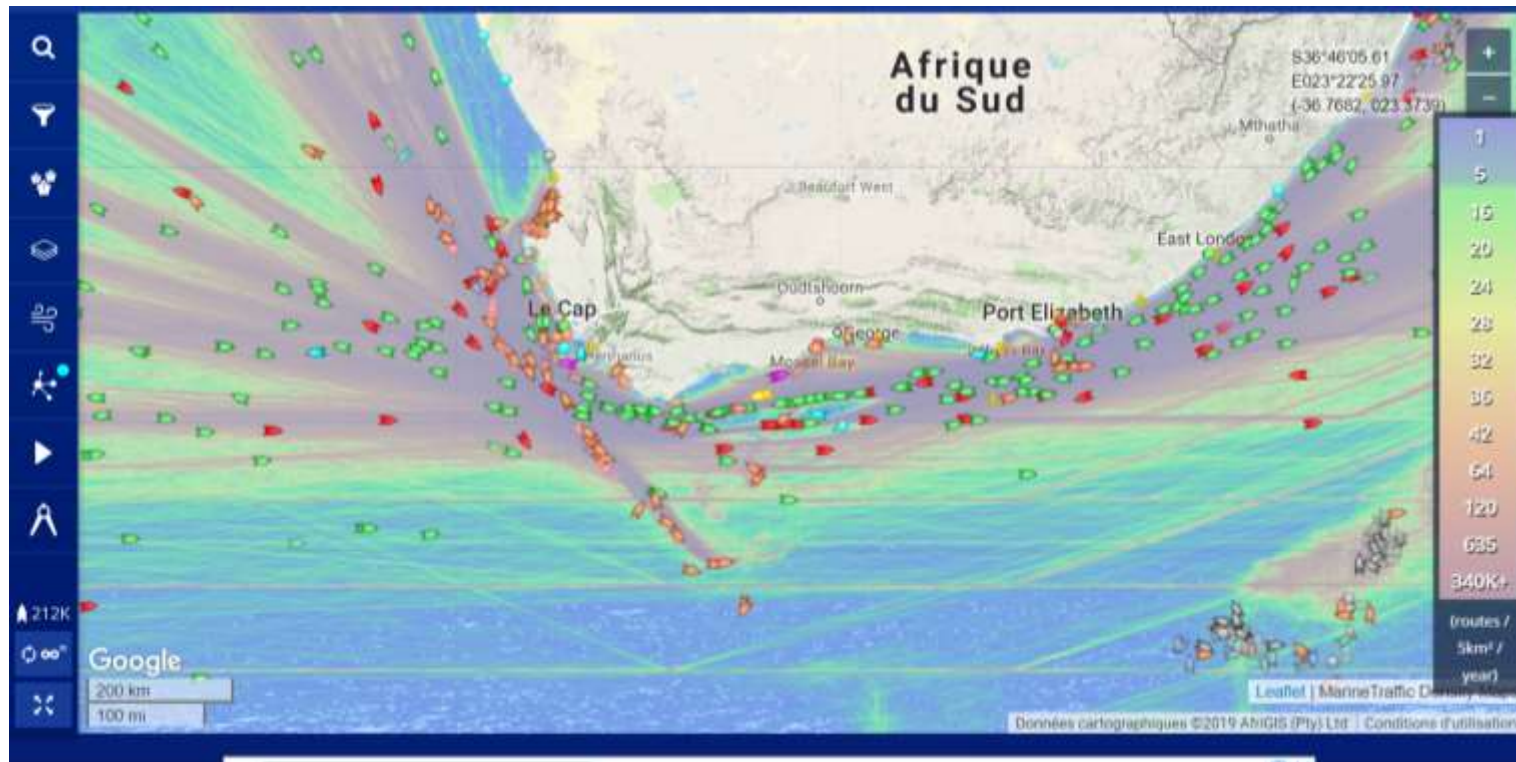 Afrique
du Sud
S36°46'05.61
E023°22'25.97
(-36.7682, 023.3739)
+
−
Mthatha
Beaufort West
East London
Oudtshoorn
Le Cap
Port Elizabeth
George
Hermanus
Mossel Bay
1
5
16
20
24
28
32
36
42
64
120
635
340K+
(routes /
5km² /
year)
212K
Google
200 km
100 mi
Leaflet | MarineTraffic Density Maps
Données cartographiques ©2019 AfriGIS (Pty) Ltd
Conditions d'utilisation